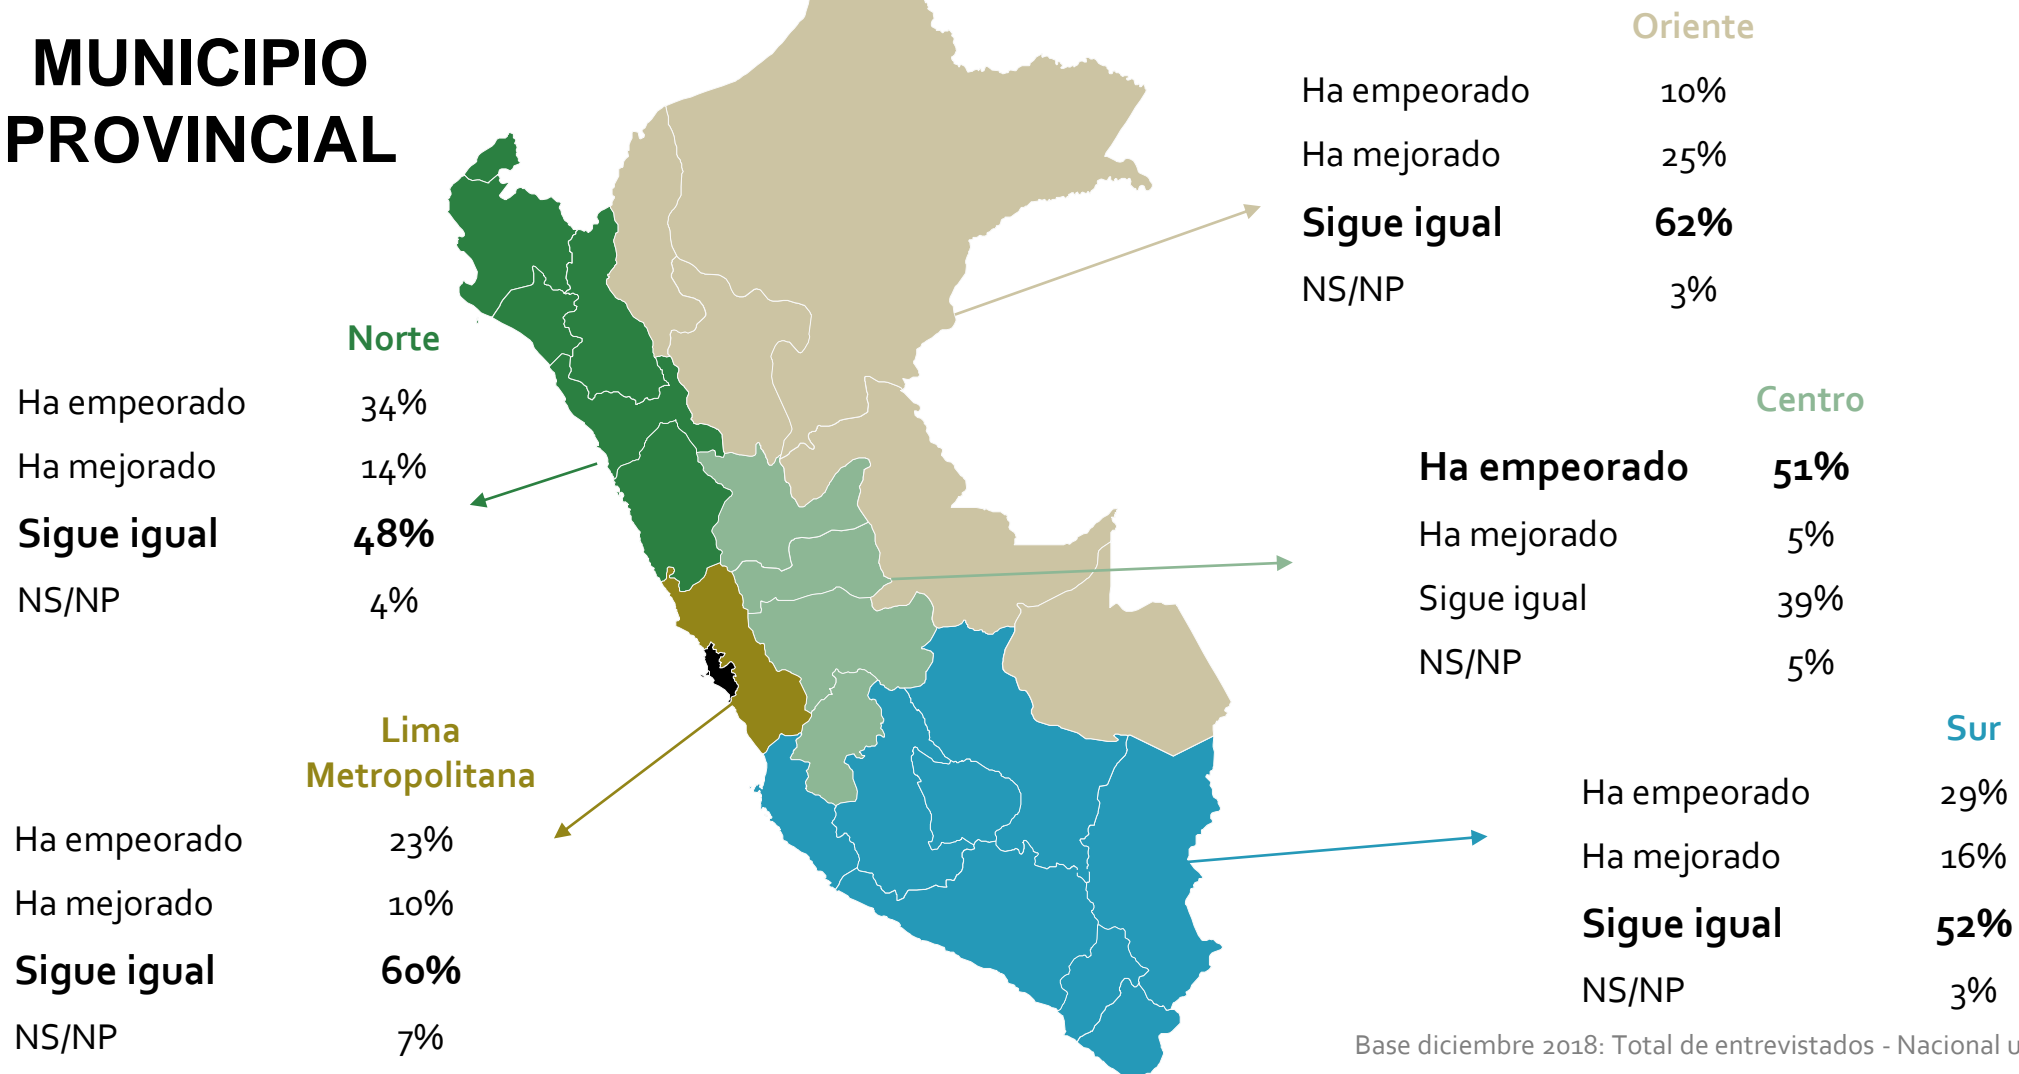 MUNICIPIO
PROVINCIAL
Oriente
Ha empeorado 10%
Ha mejorado 25%
Sigue igual 62%
NS/NP 3%
Norte
Ha empeorado 34%
Ha mejorado 14%
Sigue igual 48%
NS/NP 4%
Centro
Ha empeorado 51%
Ha mejorado 5%
Sigue igual 39%
NS/NP 5%
Lima
Metropolitana
Ha empeorado 23%
Ha mejorado 10%
Sigue igual 60%
NS/NP 7%
Sur
Ha empeorado 29%
Ha mejorado 16%
Sigue igual 52%
NS/NP 3%
Base diciembre 2018: Total de entrevistados - Nacional u